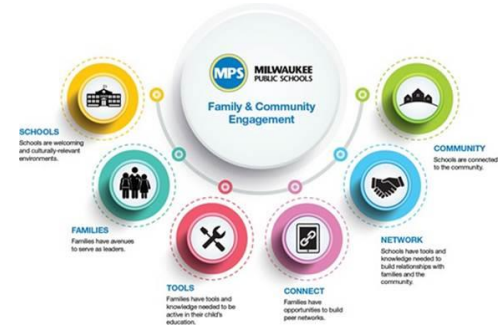 MPS MILWAUKEE
PUBLIC SCHOOLS
Family & Community
Engagement
SCHOOLS
Schools are welcoming
and culturally-relevant
environments.
FAMILIES
Families have avenues
to serve as leaders.
TOOLS
Families have tools and
knowledge needed to be
active in their child's
education.
CONNECT
Families have
opportunities to build
peer networks.
NETWORK
Schools have tools and
knowledge needed to
build relationships with
families and the
community.
COMMUNITY
Schools are connected
to the community.